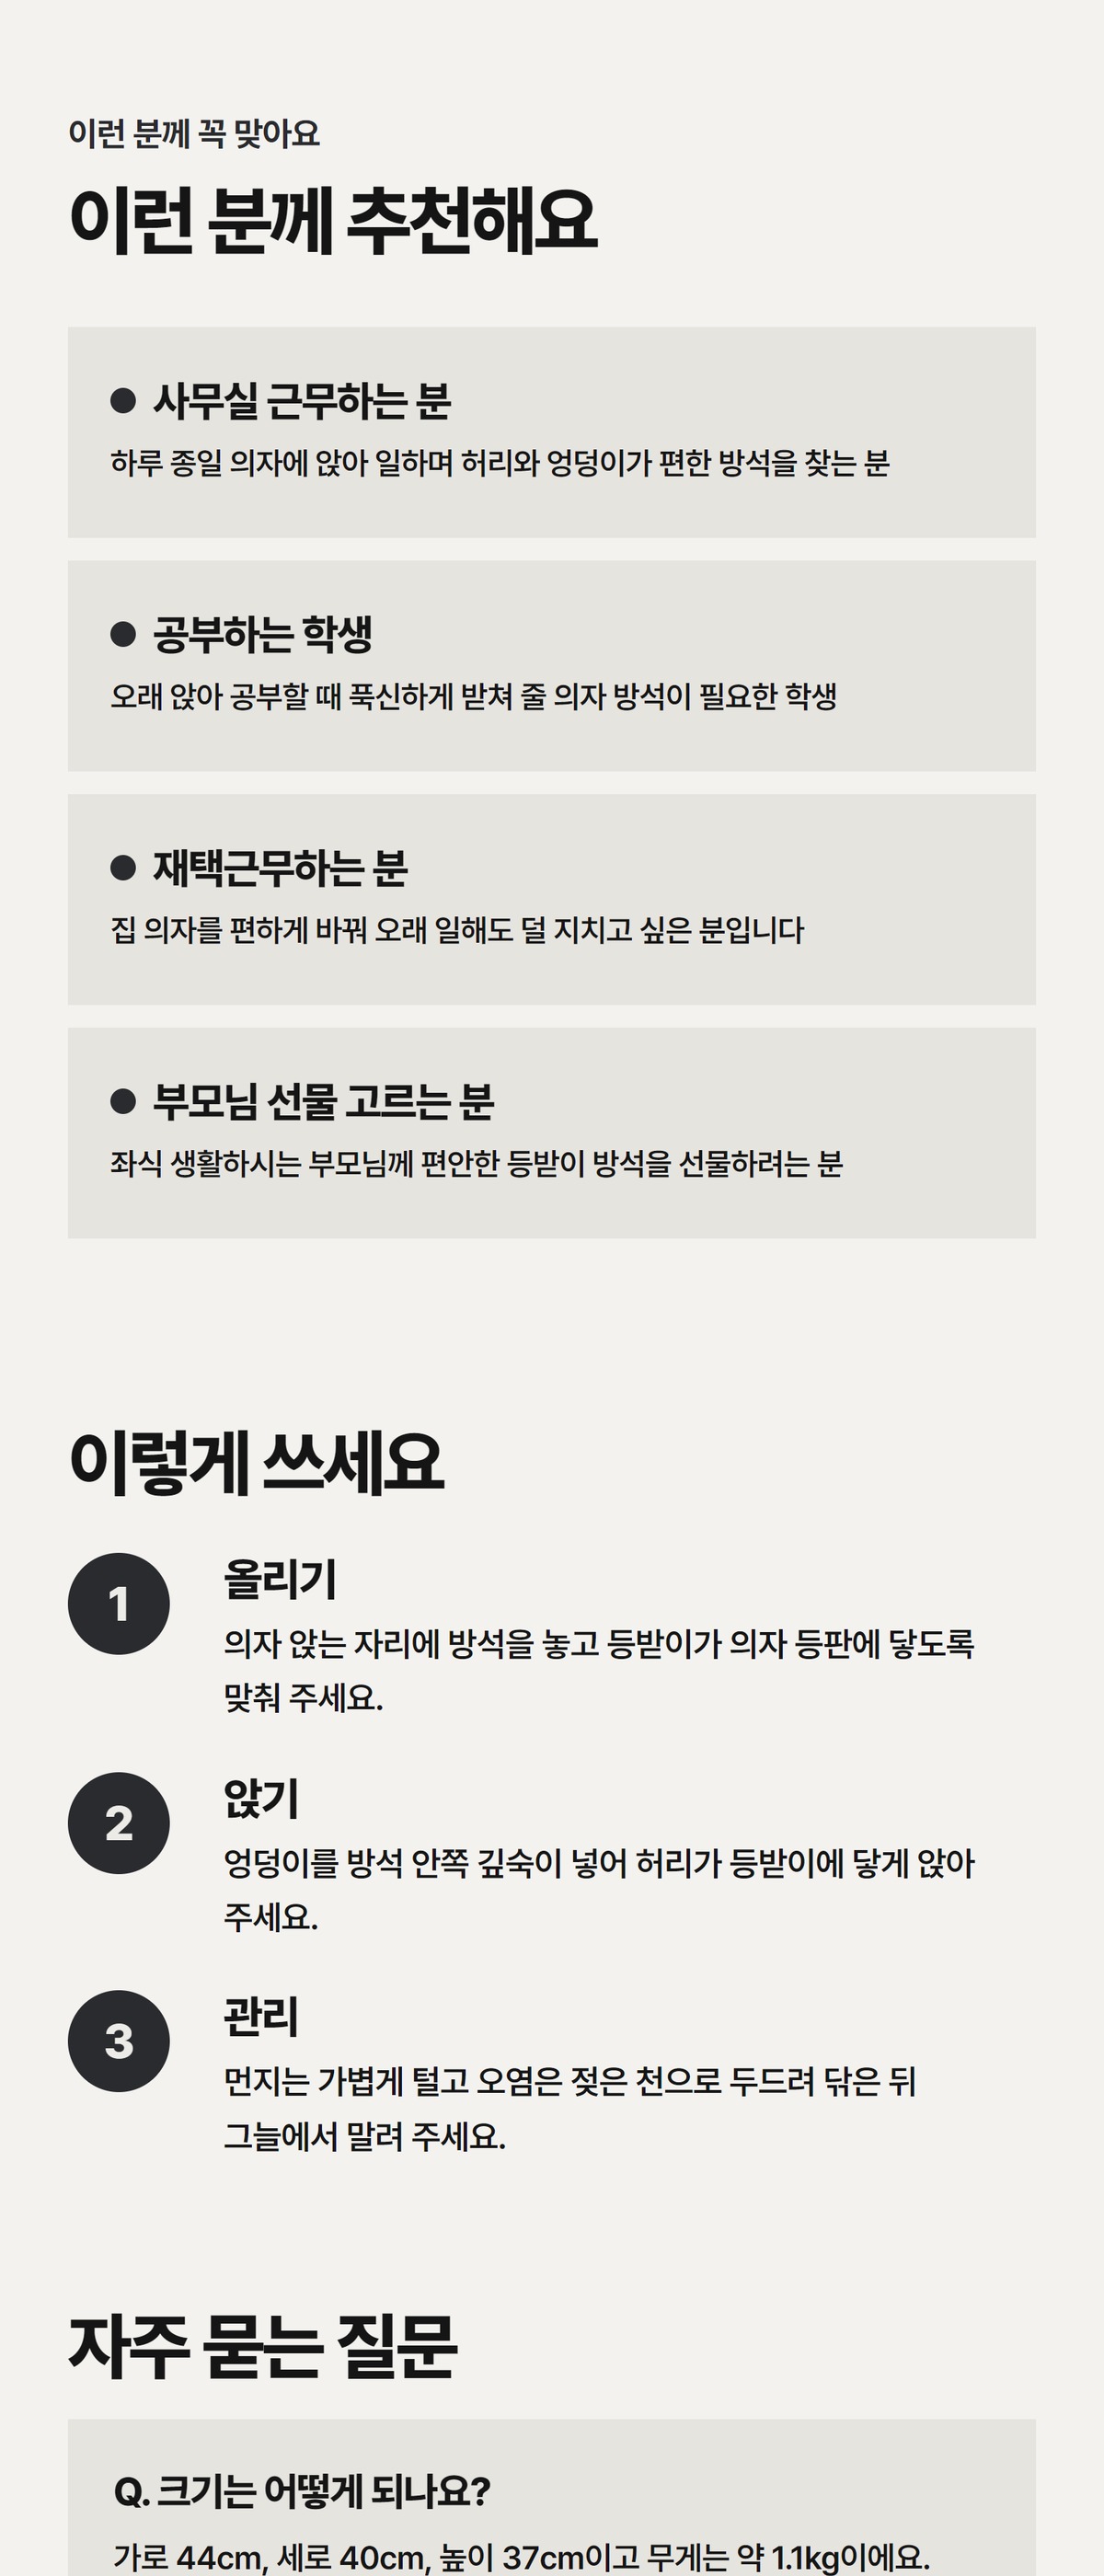 이런 분께 꼭 맞아요
이런 분께 추천해요
사무실 근무하는 분
하루 종일 의자에 앉아 일하며 허리와 엉덩이가 편한 방석을 찾는 분
공부하는 학생
오래 앉아 공부할 때 푹신하게 받쳐 줄 의자 방석이 필요한 학생
재택근무하는 분
집 의자를 편하게 바꿔 오래 일해도 덜 지치고 싶은 분입니다
부모님 선물 고르는 분
좌식 생활하시는 부모님께 편안한 등받이 방석을 선물하려는 분
이렇게 쓰세요
1
올리기
의자 앉는 자리에 방석을 놓고 등받이가 의자 등판에 닿도록
맞춰 주세요.
2
앉기
엉덩이를 방석 안쪽 깊숙이 넣어 허리가 등받이에 닿게 앉아
주세요.
3
관리
먼지는 가볍게 털고 오염은 젖은 천으로 두드려 닦은 뒤
그늘에서 말려 주세요.
자주 묻는 질문
Q. 크기는 어떻게 되나요?
가로 44cm, 세로 40cm, 높이 37cm이고 무게는 약 1.1kg이에요.